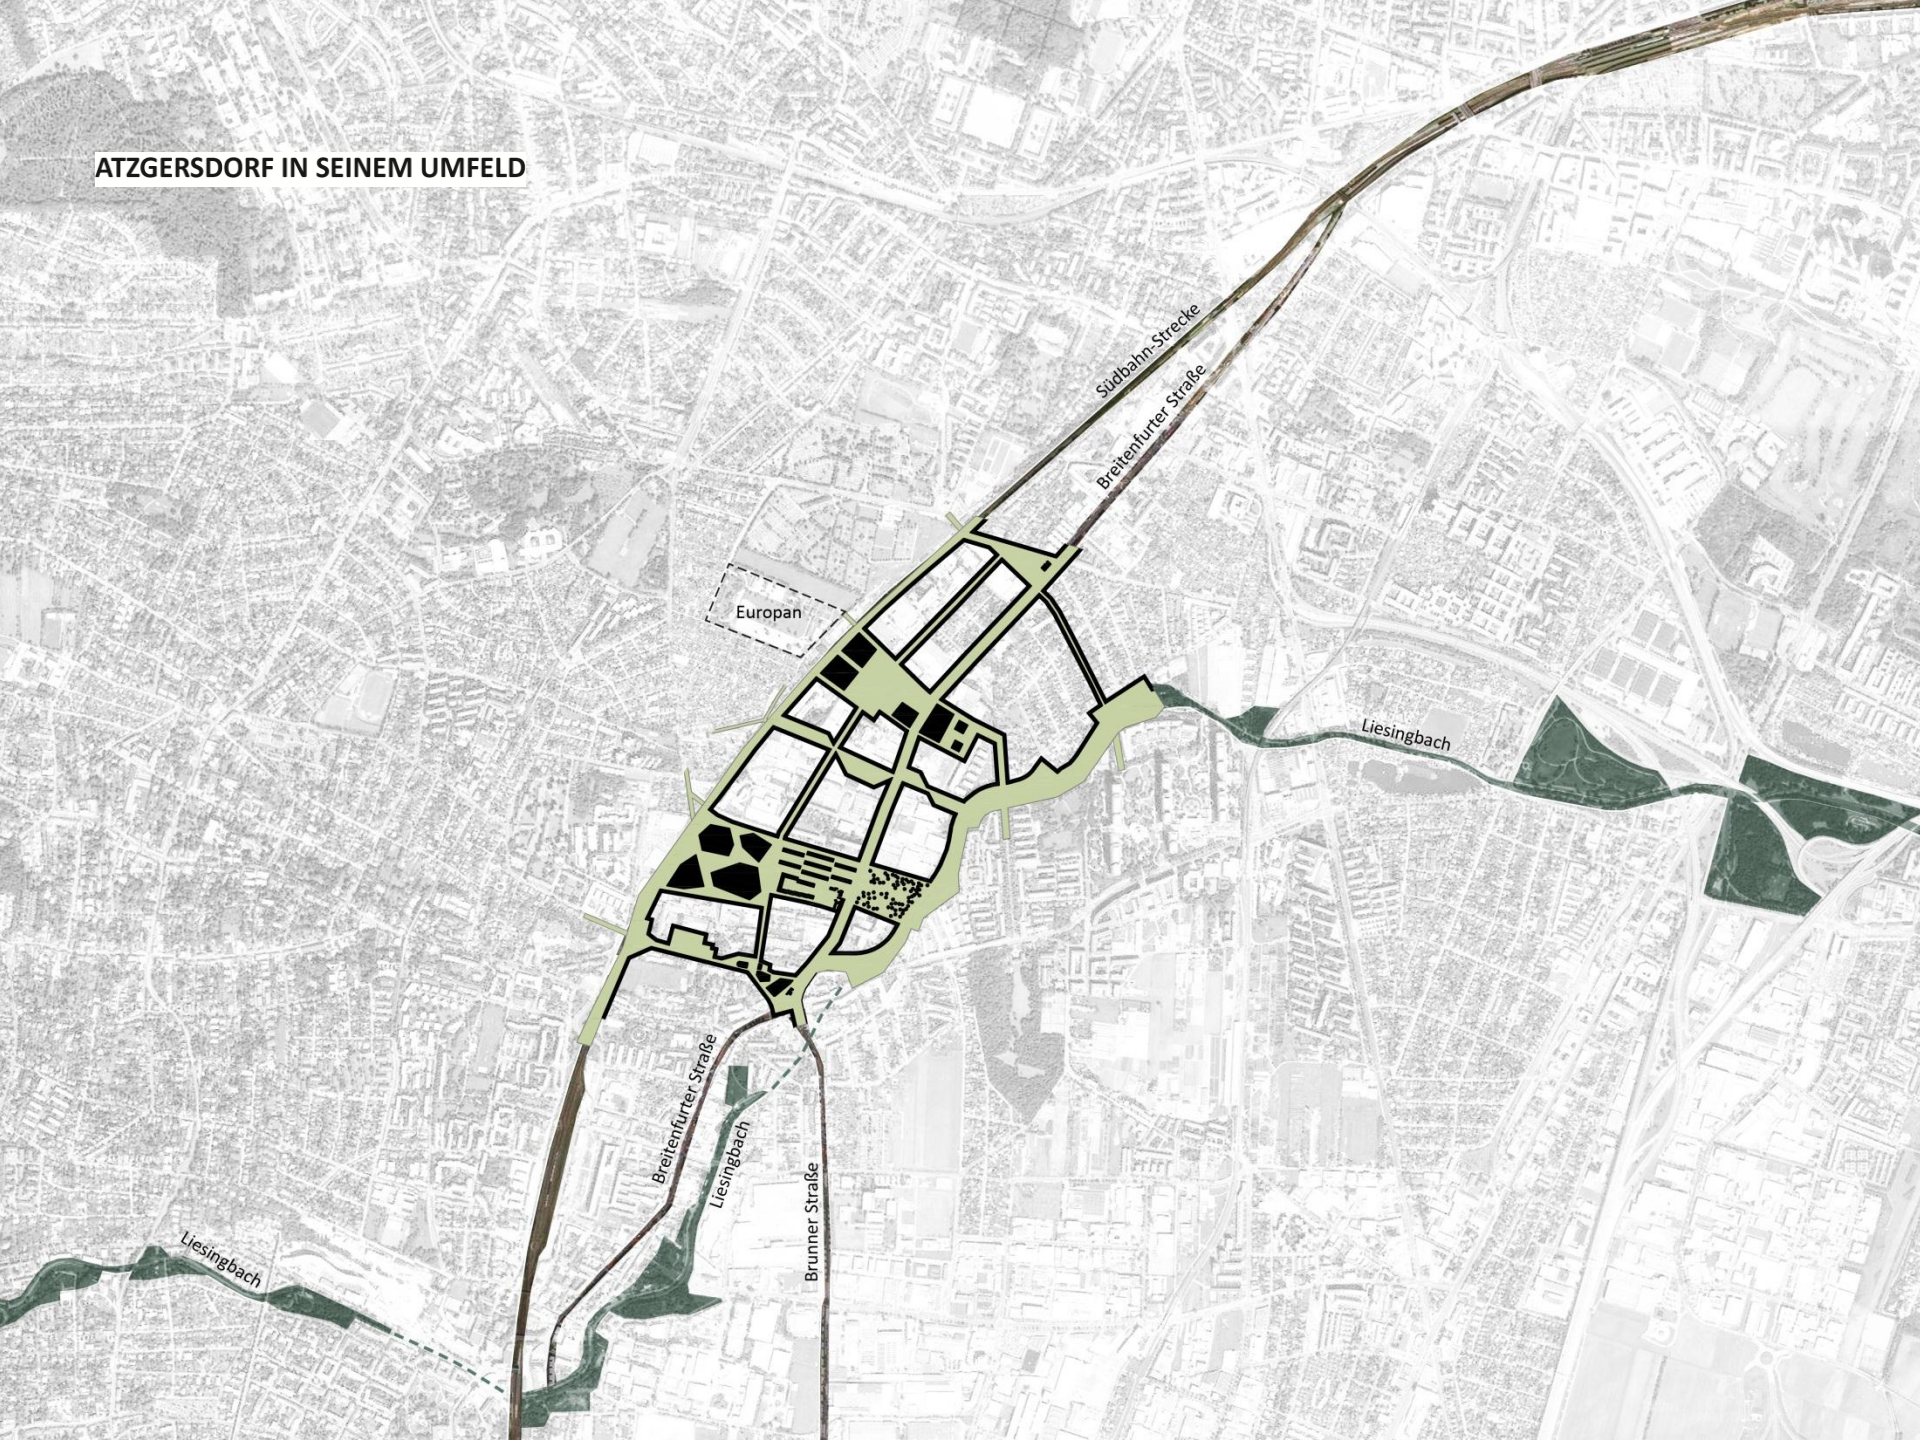 ATZGERSDORF IN SEINEM UMFELD
Südbahn-Strecke
Breitenfurter Straße
Europan
Liesingbach
Breitenfurter Straße
Liesingbach
Brunner Straße
Liesingbach